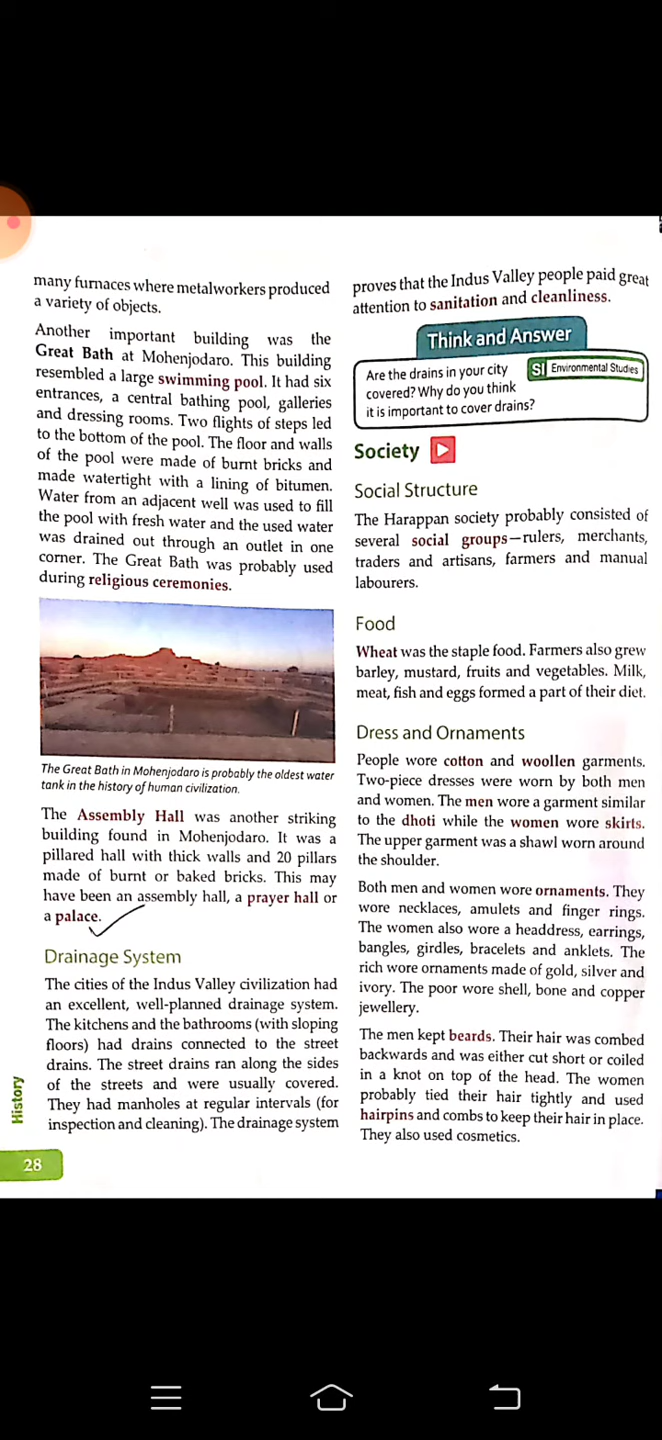 many furnaces where metalworkers produced
a variety of objects.
Another important building was the
Great Bath at Mohenjodaro. This building
resembled a large swimming pool. It had six
entrances, a central bathing pool, galleries
and dressing rooms. Two flights of steps led
to the bottom of the pool. The floor and walls
of the pool were made of burnt bricks and
made watertight with a lining of bitumen.
Water from an adjacent well was used to fill
the pool with fresh water and the used water
was drained out through an outlet in one
corner. The Great Bath was probably used
during religious ceremonies.
The Great Bath in Mohenjodaro is probably the oldest water
tank in the history of human civilization.
The Assembly Hall was another striking
building found in Mohenjodaro. It was a
pillared hall with thick walls and 20 pillars
made of burnt or baked bricks. This may
have been an assembly hall, a prayer hall or
a palace.
Drainage System
The cities of the Indus Valley civilization had
an excellent, well-planned drainage system.
The kitchens and the bathrooms (with sloping
floors) had drains connected to the street
drains. The street drains ran along the sides
of the streets and were usually covered.
They had manholes at regular intervals (for
inspection and cleaning). The drainage system
History
28
proves that the Indus Valley people paid great
attention to sanitation and cleanliness.
Think and Answer
Are the drains in your city
covered? Why do you think
it is important to cover drains?
SI Environmental Studies
Society
Social Structure
The Harappan society probably consisted of
several social groups—rulers, merchants,
traders and artisans, farmers and manual
labourers.
Food
Wheat was the staple food. Farmers also grew
barley, mustard, fruits and vegetables. Milk,
meat, fish and eggs formed a part of their diet.
Dress and Ornaments
People wore cotton and woollen garments.
Two-piece dresses were worn by both men
and women. The men wore a garment similar
to the dhoti while the women wore skirts.
The upper garment was a shawl worn around
the shoulder.
Both men and women wore ornaments. They
wore necklaces, amulets and finger rings.
The women also wore a headdress, earrings,
bangles, girdles, bracelets and anklets. The
rich wore ornaments made of gold, silver and
ivory. The poor wore shell, bone and copper
jewellery.
The men kept beards. Their hair was combed
backwards and was either cut short or coiled
in a knot on top of the head. The women
probably tied their hair tightly and used
hairpins and combs to keep their hair in place.
They also used cosmetics.